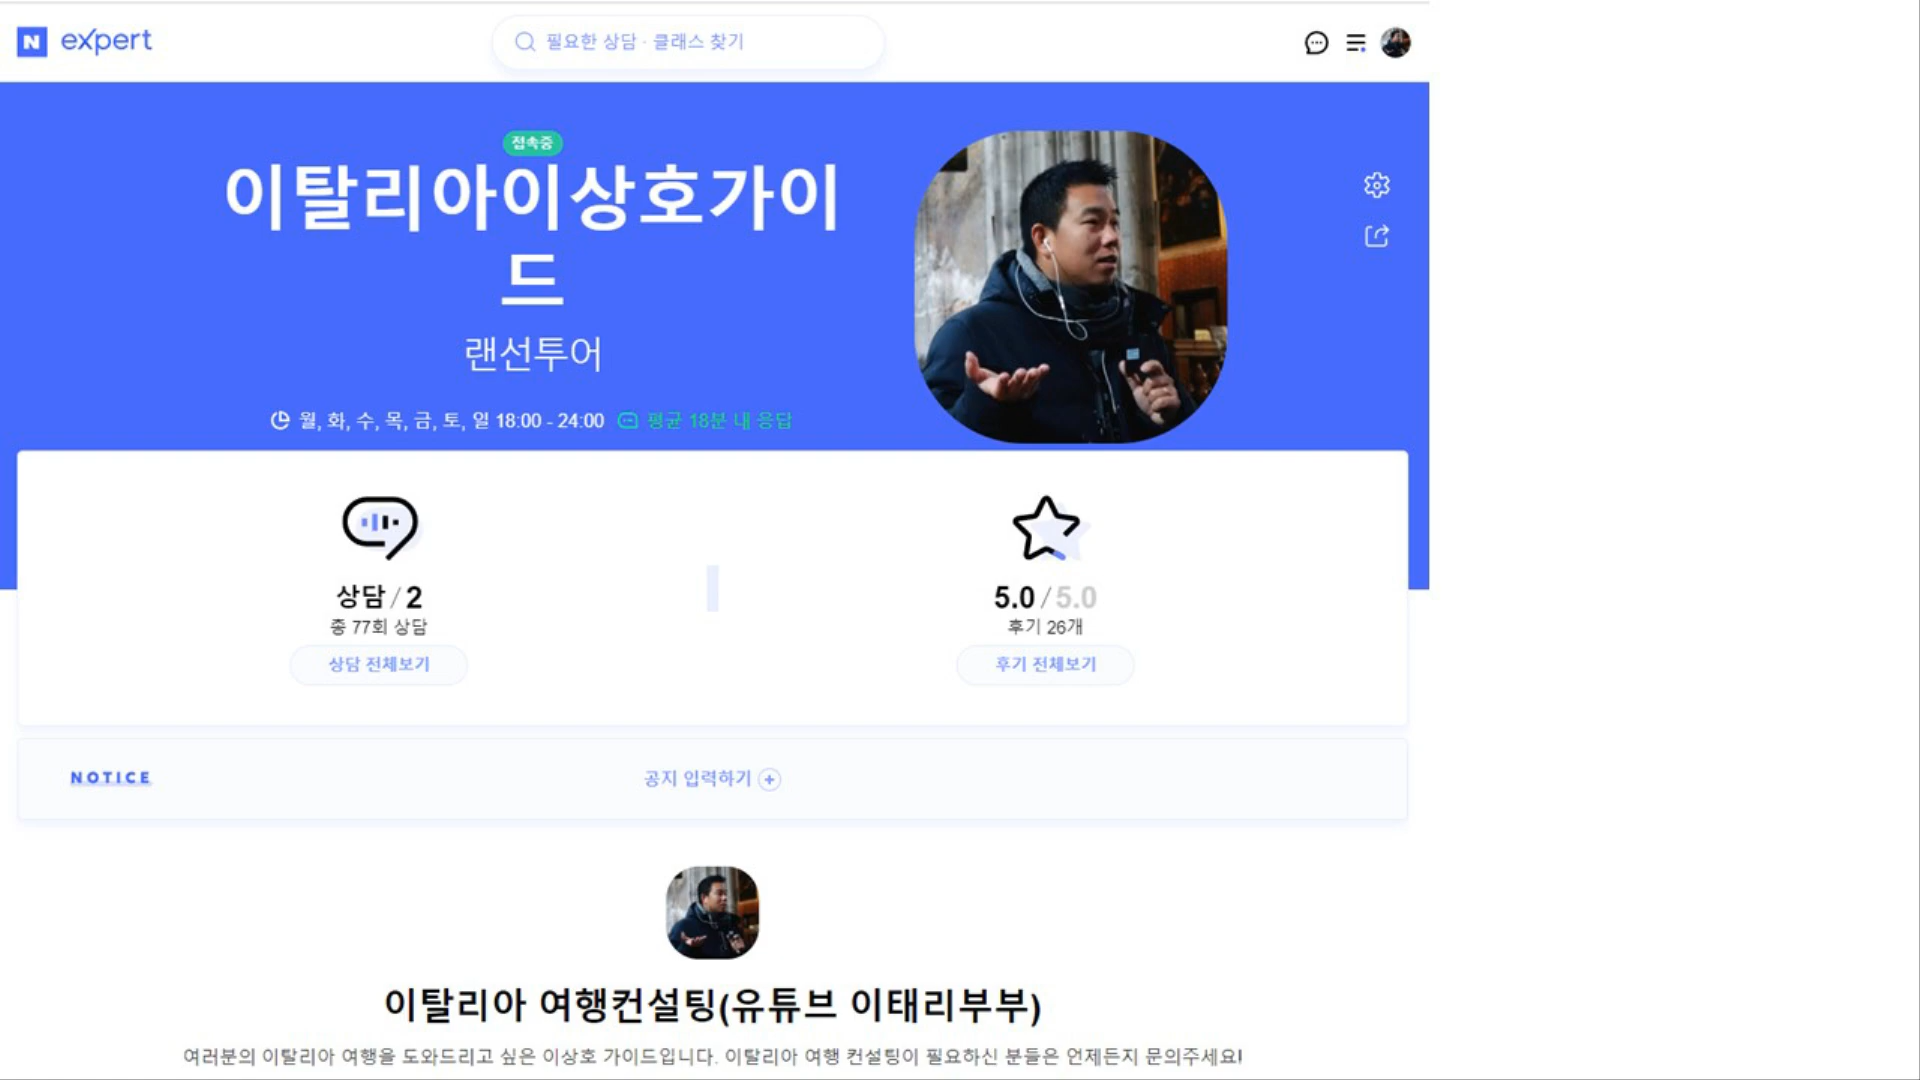 N expert
필요한 상담 · 클래스 찾기
접속중
이탈리아이상호가이
드
랜선투어
월, 화, 수, 목, 금, 토, 일 18:00 - 24:00 평균 18분 내 응답
상담 / 2
총 77회 상담
상담 전체보기
5.0 / 5.0
후기 26개
후기 전체보기
NOTICE
공지 입력하기
이탈리아 여행컨설팅(유튜브 이태리부부)
여러분의 이탈리아 여행을 도와드리고 싶은 이상호 가이드입니다. 이탈리아 여행 컨설팅이 필요하신 분들은 언제든지 문의주세요!